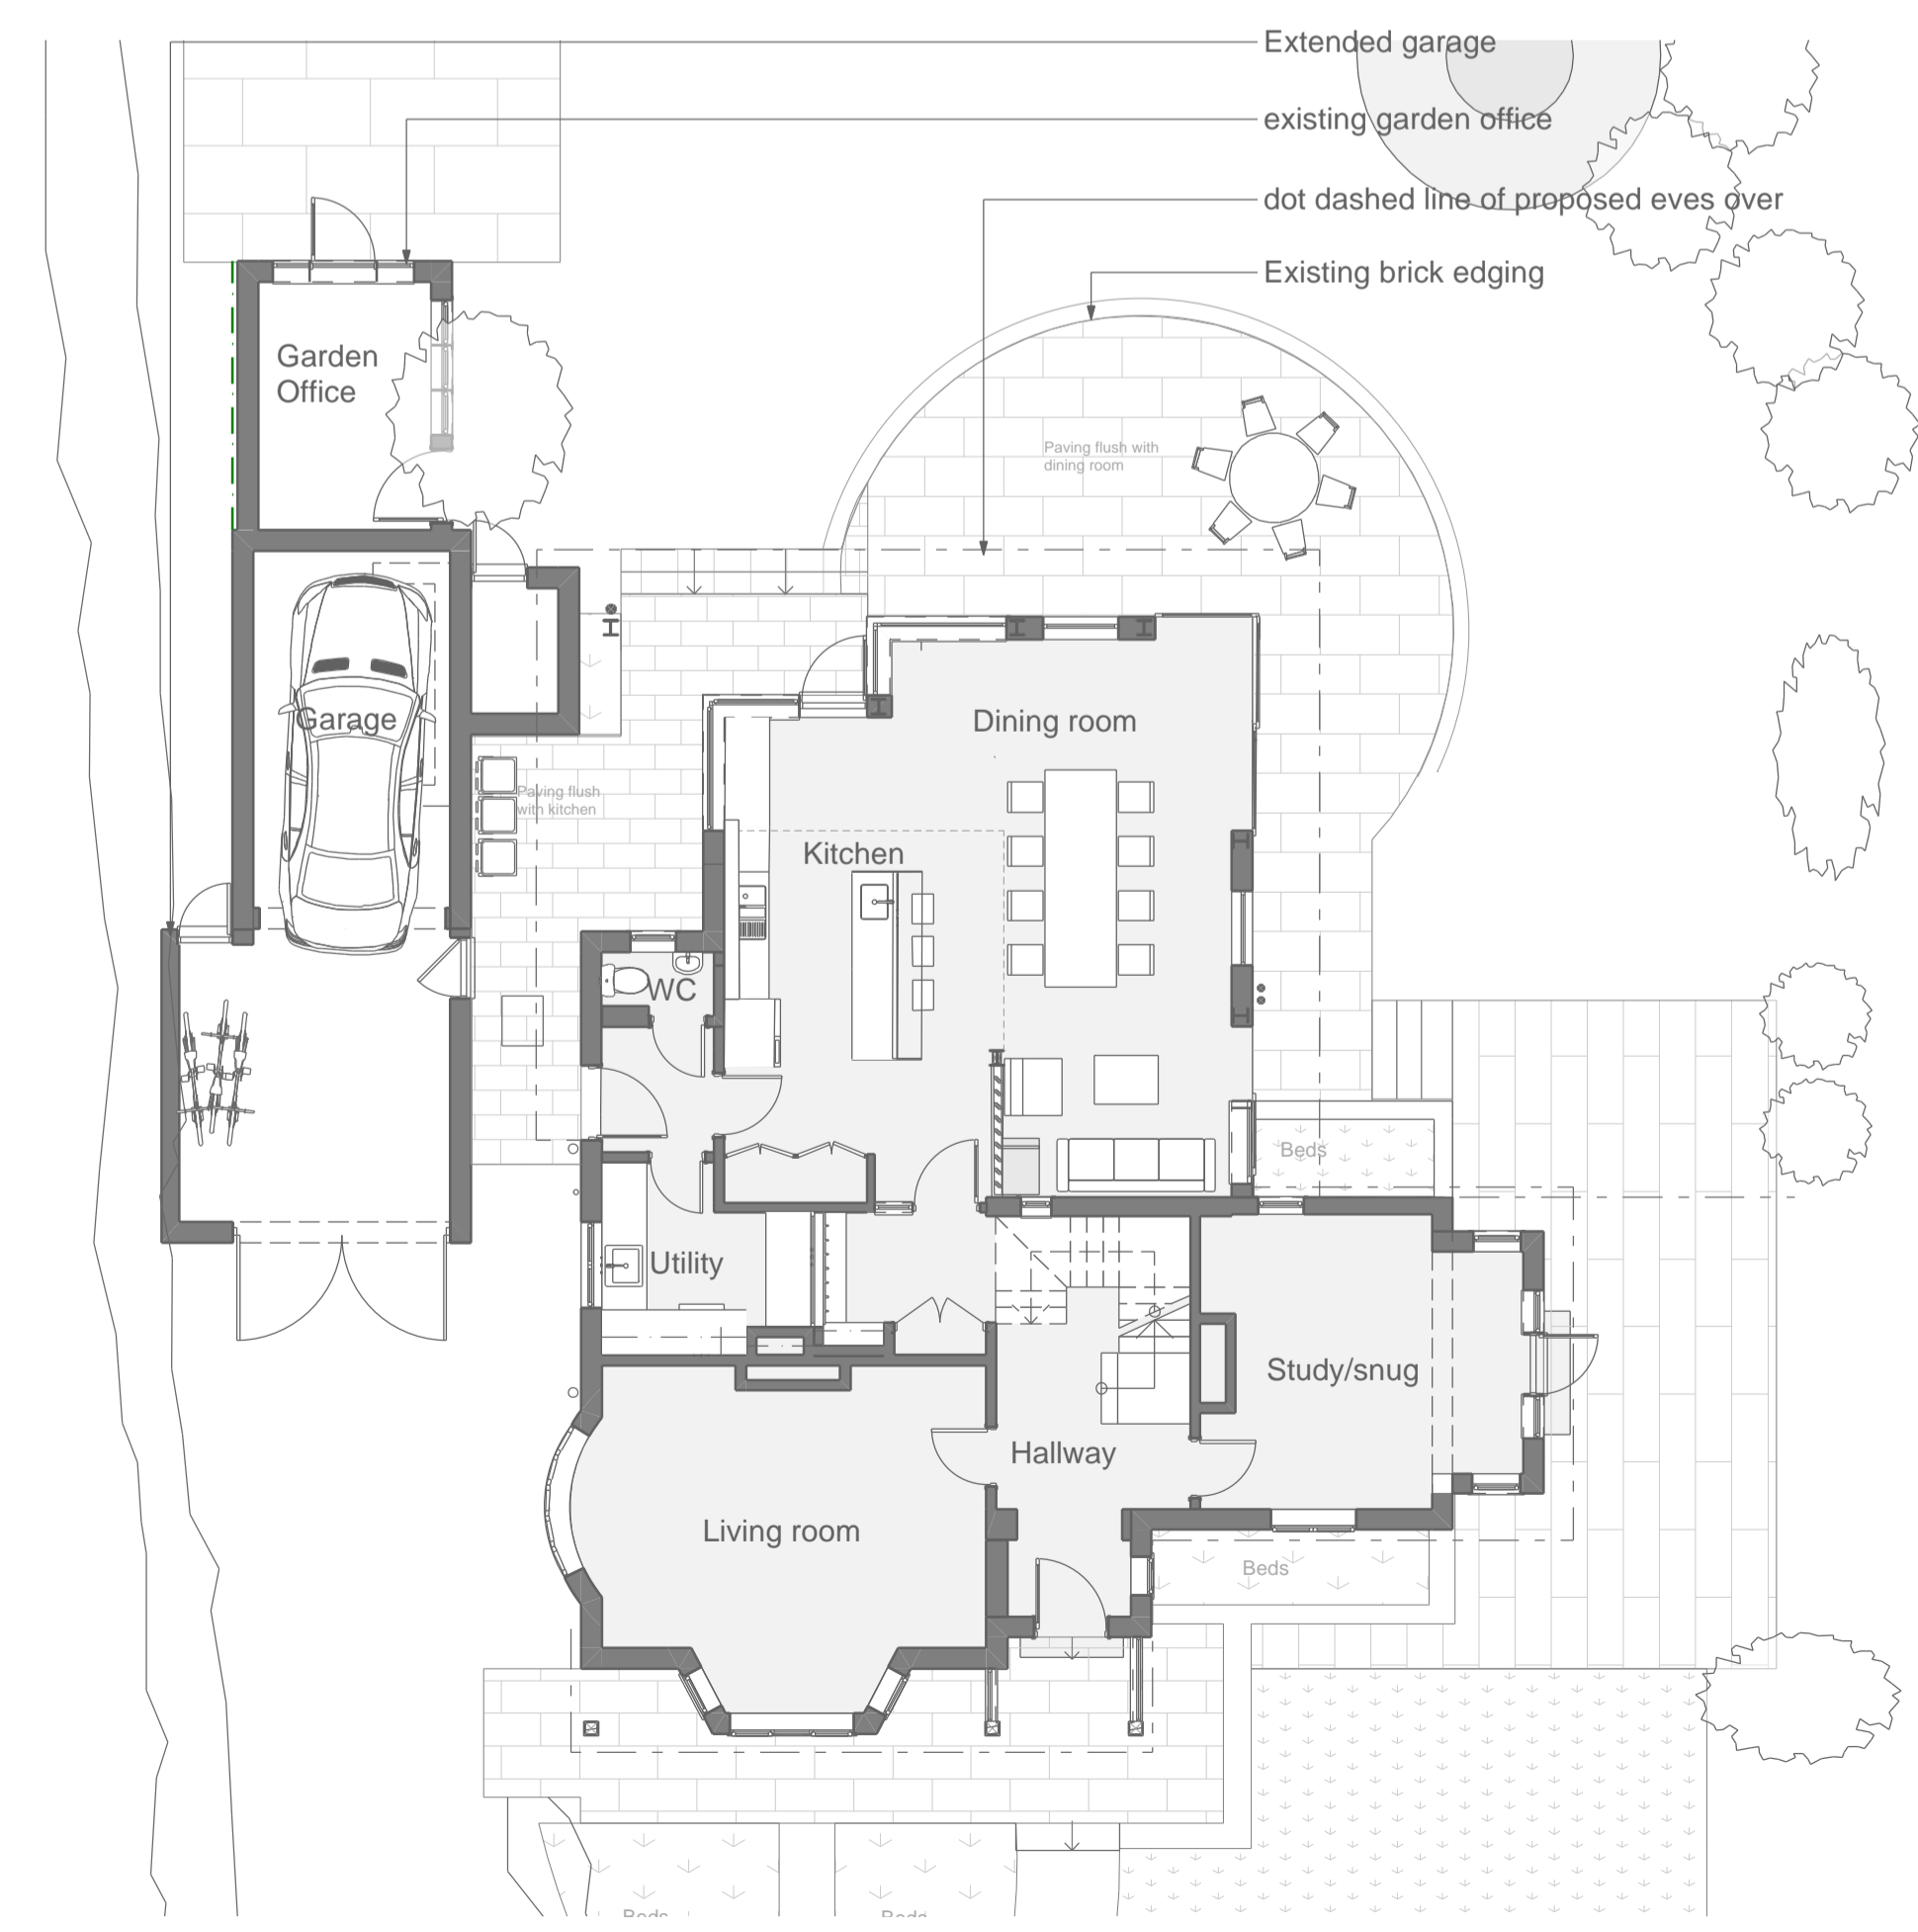 Extended garage
existing garden office
dot dashed line of proposed eves over
Existing brick edging
Garden
Office
Paving flush with
dining room
Garage
Dining room
Paving flush
with kitchen
Kitchen
WC
Beds
Utility
Study/snug
Hallway
Living room
Beds
Beds
Beds